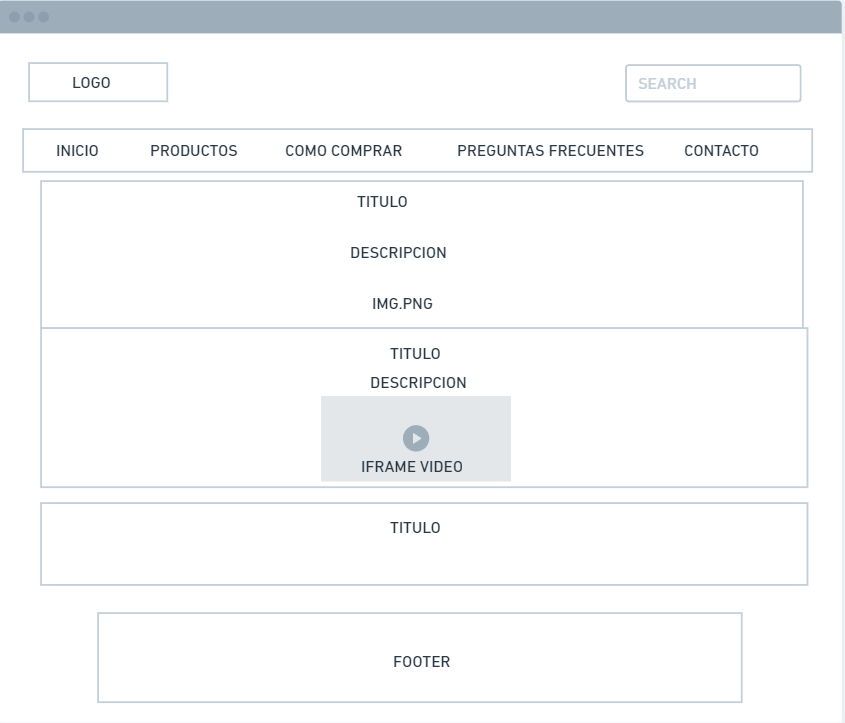 LOGO
SEARCH
INICIO PRODUCTOS COMO COMPRAR PREGUNTAS FRECUENTES CONTACTO
TITULO
DESCRIPCION
IMG.PNG
TITULO
DESCRIPCION
IFRAME VIDEO
TITULO
FOOTER